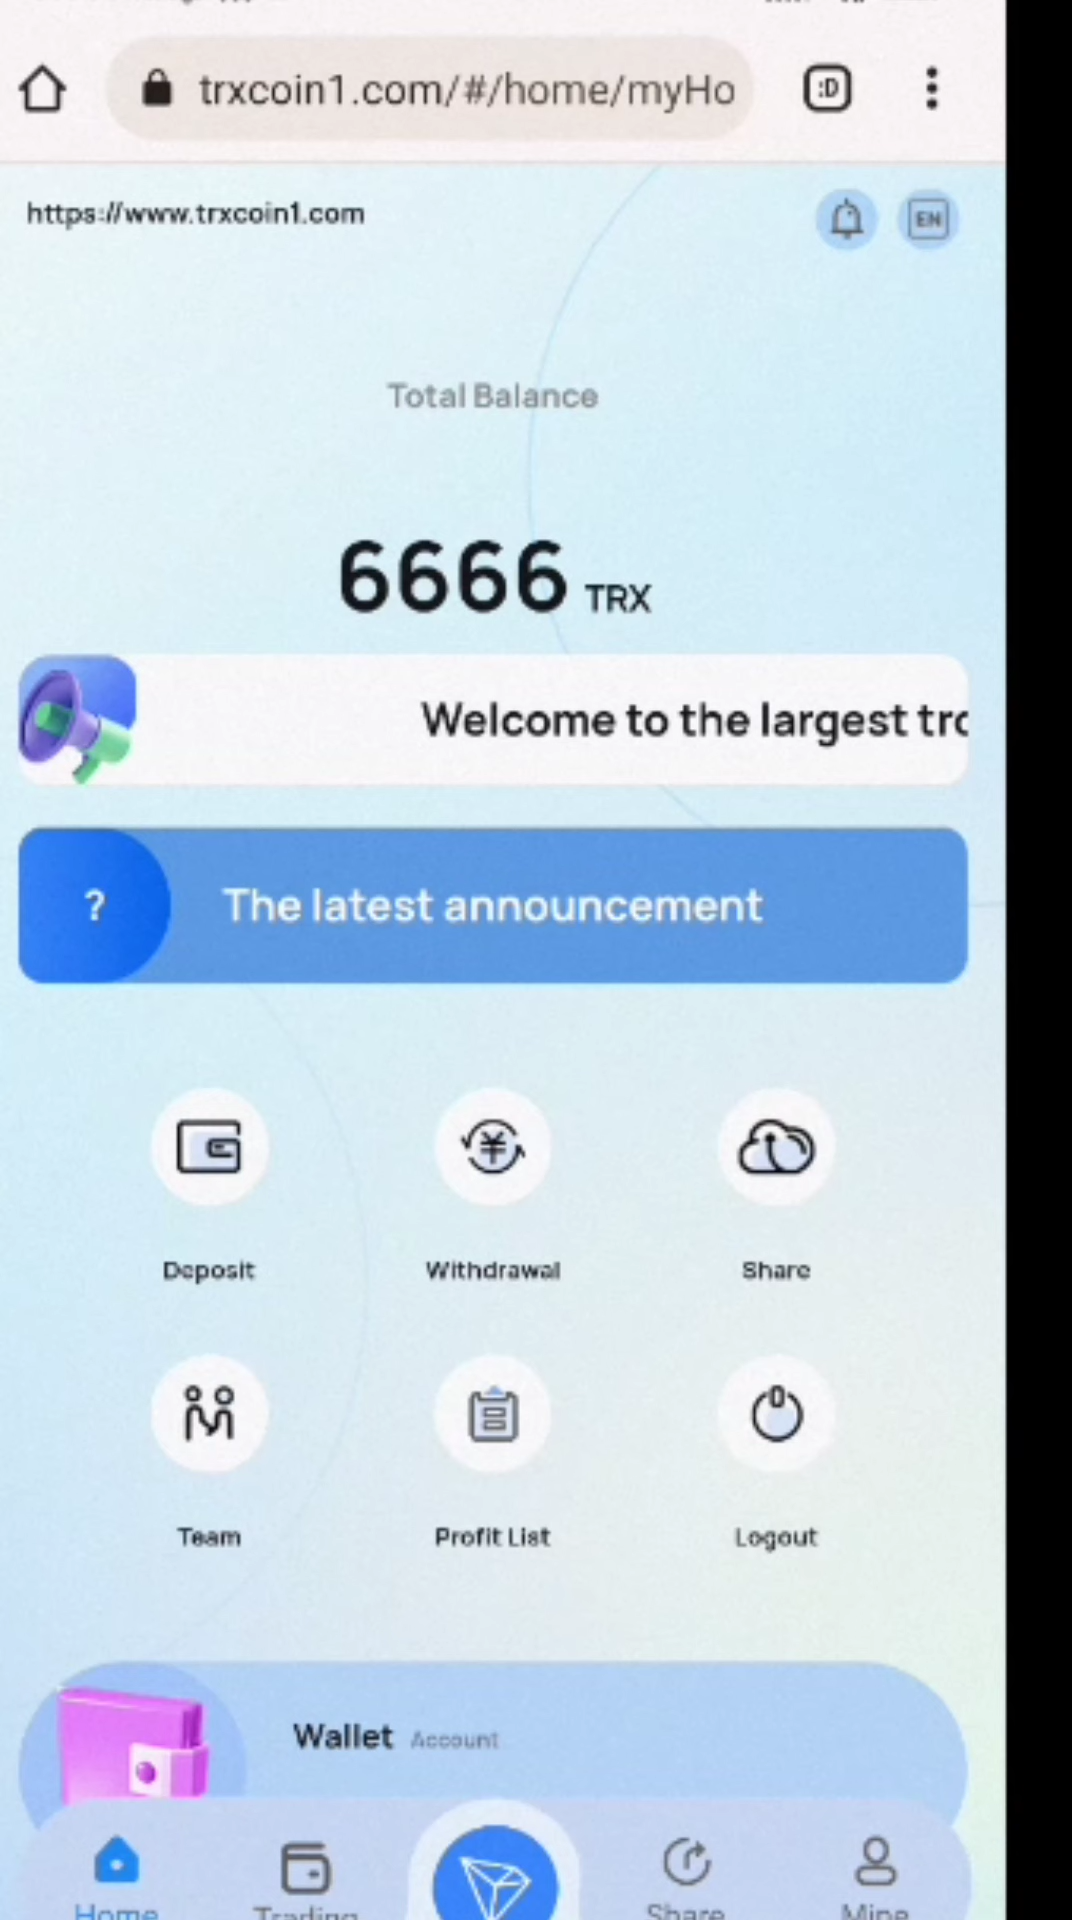 trxcoin1.com/#/home/myHo
:D
https://www.trxcoin1.com
EN
Total Balance
6666 TRX
Welcome to the largest tro
? The latest announcement
Deposit Withdrawal Share
Team Profit List Logout
Wallet Account
Home Trading Share Mine